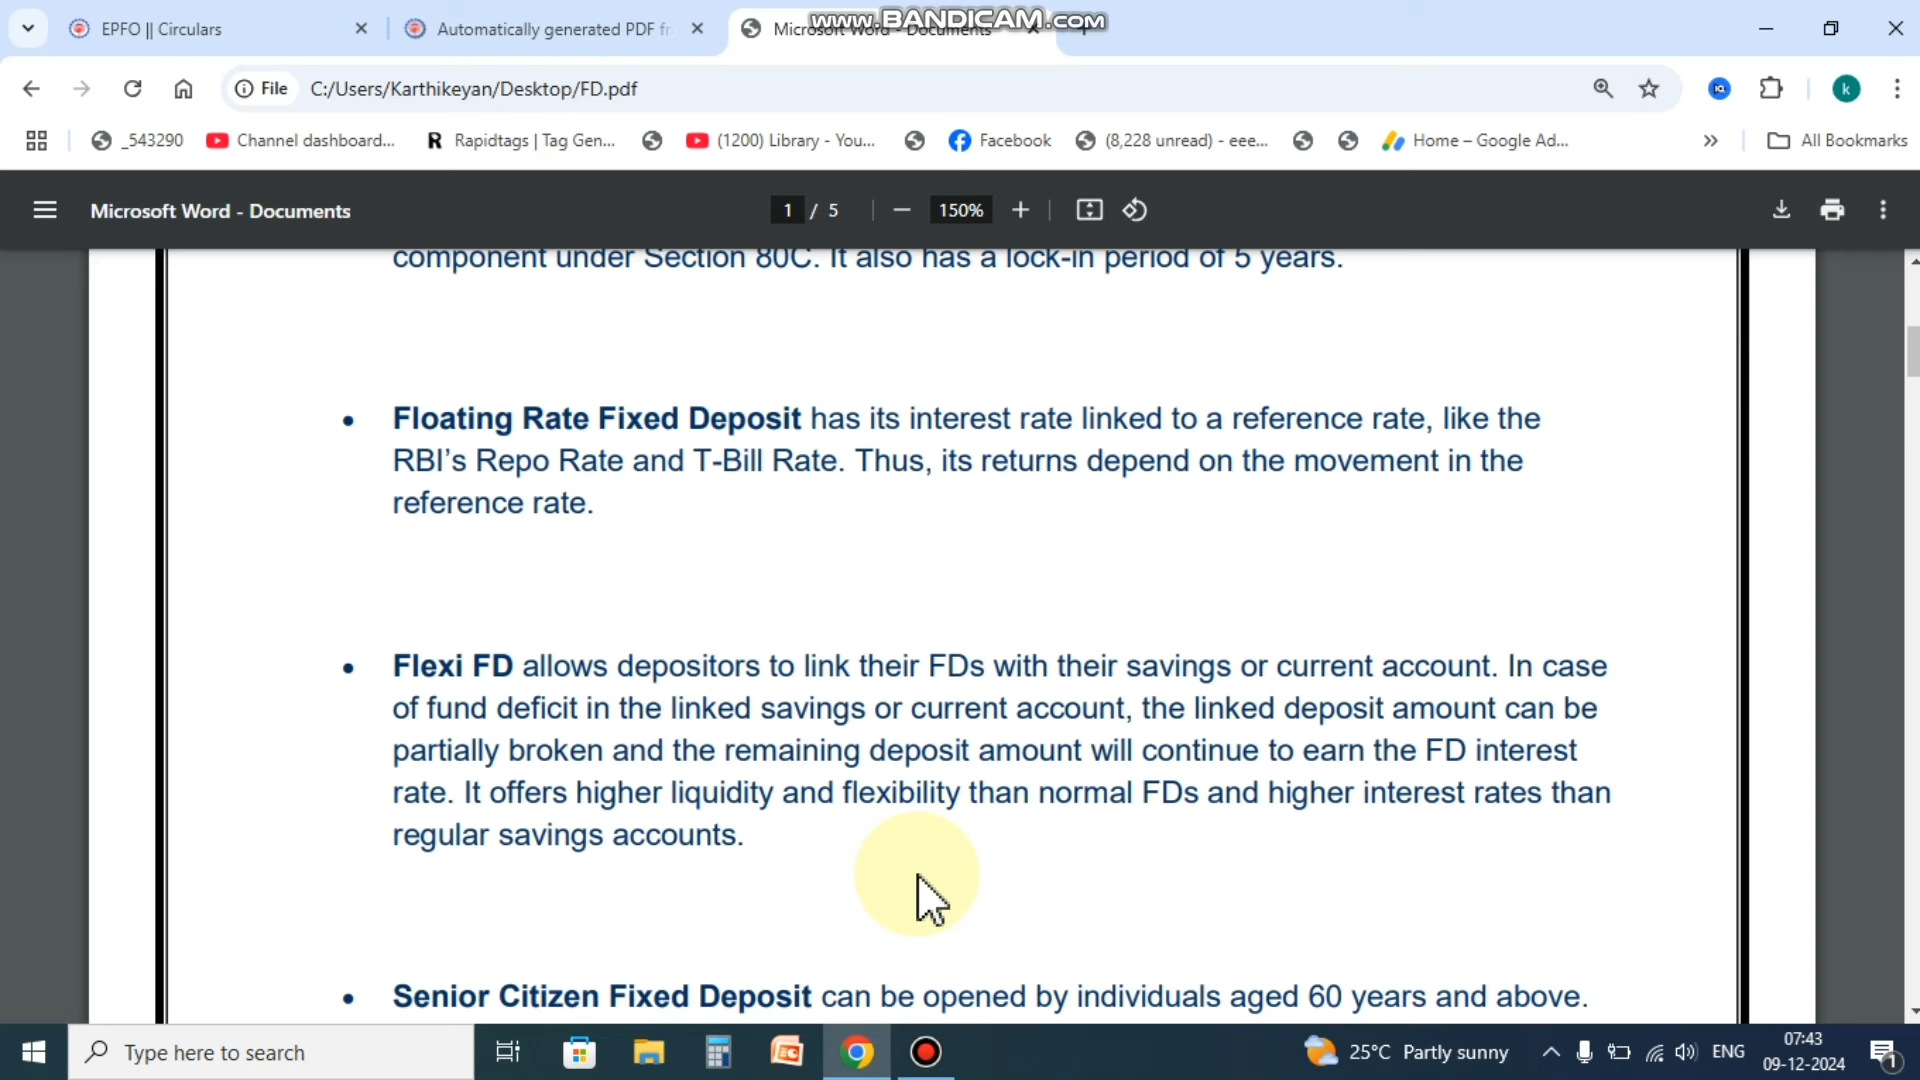 www.BANDICAM.com
EPFO || Circulars
Automatically generated PDF fr
Microsoft Word - Documents
File
C:/Users/Karthikeyan/Desktop/FD.pdf
k
_543290
Channel dashboard...
Rapidtags | Tag Gen...
(1200) Library - You...
Facebook
(8,228 unread) - eee...
Home – Google Ad...
»
All Bookmarks
Microsoft Word - Documents
1 / 5
150%
component under Section 80C. It also has a lock-in period of 5 years.
• Floating Rate Fixed Deposit has its interest rate linked to a reference rate, like the
RBI’s Repo Rate and T-Bill Rate. Thus, its returns depend on the movement in the
reference rate.
• Flexi FD allows depositors to link their FDs with their savings or current account. In case
of fund deficit in the linked savings or current account, the linked deposit amount can be
partially broken and the remaining deposit amount will continue to earn the FD interest
rate. It offers higher liquidity and flexibility than normal FDs and higher interest rates than
regular savings accounts.
• Senior Citizen Fixed Deposit can be opened by individuals aged 60 years and above.
Type here to search
25°C Partly sunny
ENG
07:43
09-12-2024
1